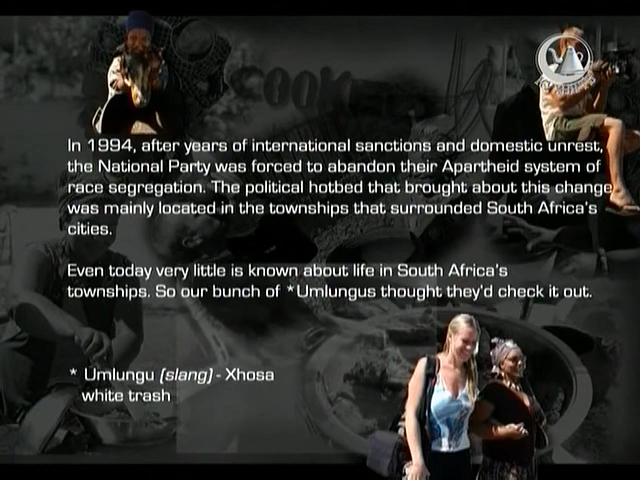 COOK
In 1994, after years of international sanctions and domestic unrest,
the National Party was forced to abandon their Apartheid system of
race segregation. The political hotbed that brought about this change
was mainly located in the townships that surrounded South Africa's
cities.
Even today very little is known about life in South Africa's
townships. So our bunch of *Umlungus thought they'd check it out.
* Umlungu (slang) - Xhosa
white trash